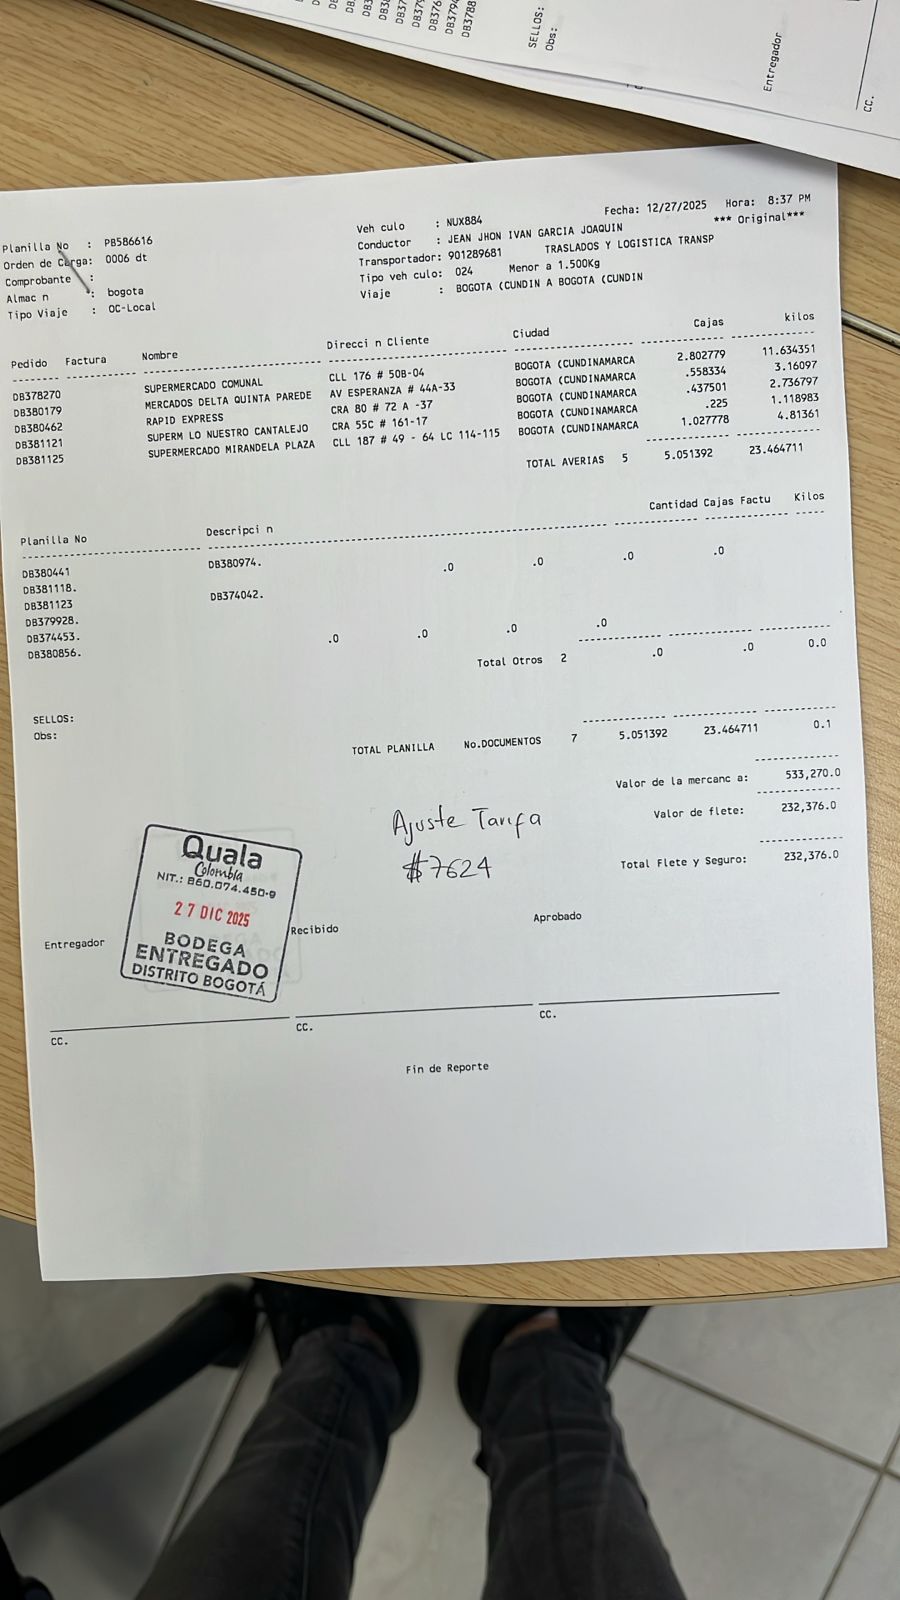 SELLOS:
Obs:
Entregador
CC.
Fecha: 12/27/2025 Hora: 8:37 PM
*** Original***
Planilla No : PB586616
Orden de Carga: 0006 dt
Comprobante :
Almac n : bogota
Tipo Viaje : OC-Local
Veh culo : NUX884
Conductor : JEAN JHON IVAN GARCIA JOAQUIN
Transportador: 901289681 TRASLADOS Y LOGISTICA TRANSP
Tipo veh culo: 024 Menor a 1.500Kg
Viaje : BOGOTA (CUNDIN A BOGOTA (CUNDIN
Pedido Factura Nombre Direcci n Cliente Ciudad Cajas kilos
DB378270 SUPERMERCADO COMUNAL CLL 176 # 50B-04 BOGOTA (CUNDINAMARCA 2.802779 11.634351
DB380179 MERCADOS DELTA QUINTA PAREDE AV ESPERANZA # 44A-33 BOGOTA (CUNDINAMARCA .558334 3.16097
DB380462 RAPID EXPRESS CRA 80 # 72 A -37 BOGOTA (CUNDINAMARCA .437501 2.736797
DB381121 SUPERM LO NUESTRO CANTALEJO CRA 55C # 161-17 BOGOTA (CUNDINAMARCA .225 1.118983
DB381125 SUPERMERCADO MIRANDELA PLAZA CLL 187 # 49 - 64 LC 114-115 BOGOTA (CUNDINAMARCA 1.027778 4.81361
TOTAL AVERIAS 5 5.051392 23.464711
Planilla No Descripci n Cantidad Cajas Factu Kilos
DB380441 DB380974. .0 .0 .0 .0
DB381118.
DB381123 DB374042.
DB379928.
DB374453. .0 .0 .0 .0
DB380856.
Total Otros 2 .0 .0 0.0
SELLOS:
Obs:
TOTAL PLANILLA No.DOCUMENTOS 7 5.051392 23.464711 0.1
Valor de la mercanc a: 533,270.0
Valor de flete: 232,376.0
Total Flete y Seguro: 232,376.0
Ajuste Tarifa
$7624
Quala
Colombia
NIT.: 860.074.450-9
27 DIC 2025
BODEGA
ENTREGADO
DISTRITO BOGOTÁ
Entregador Recibido Aprobado
CC. CC. CC.
Fin de Reporte